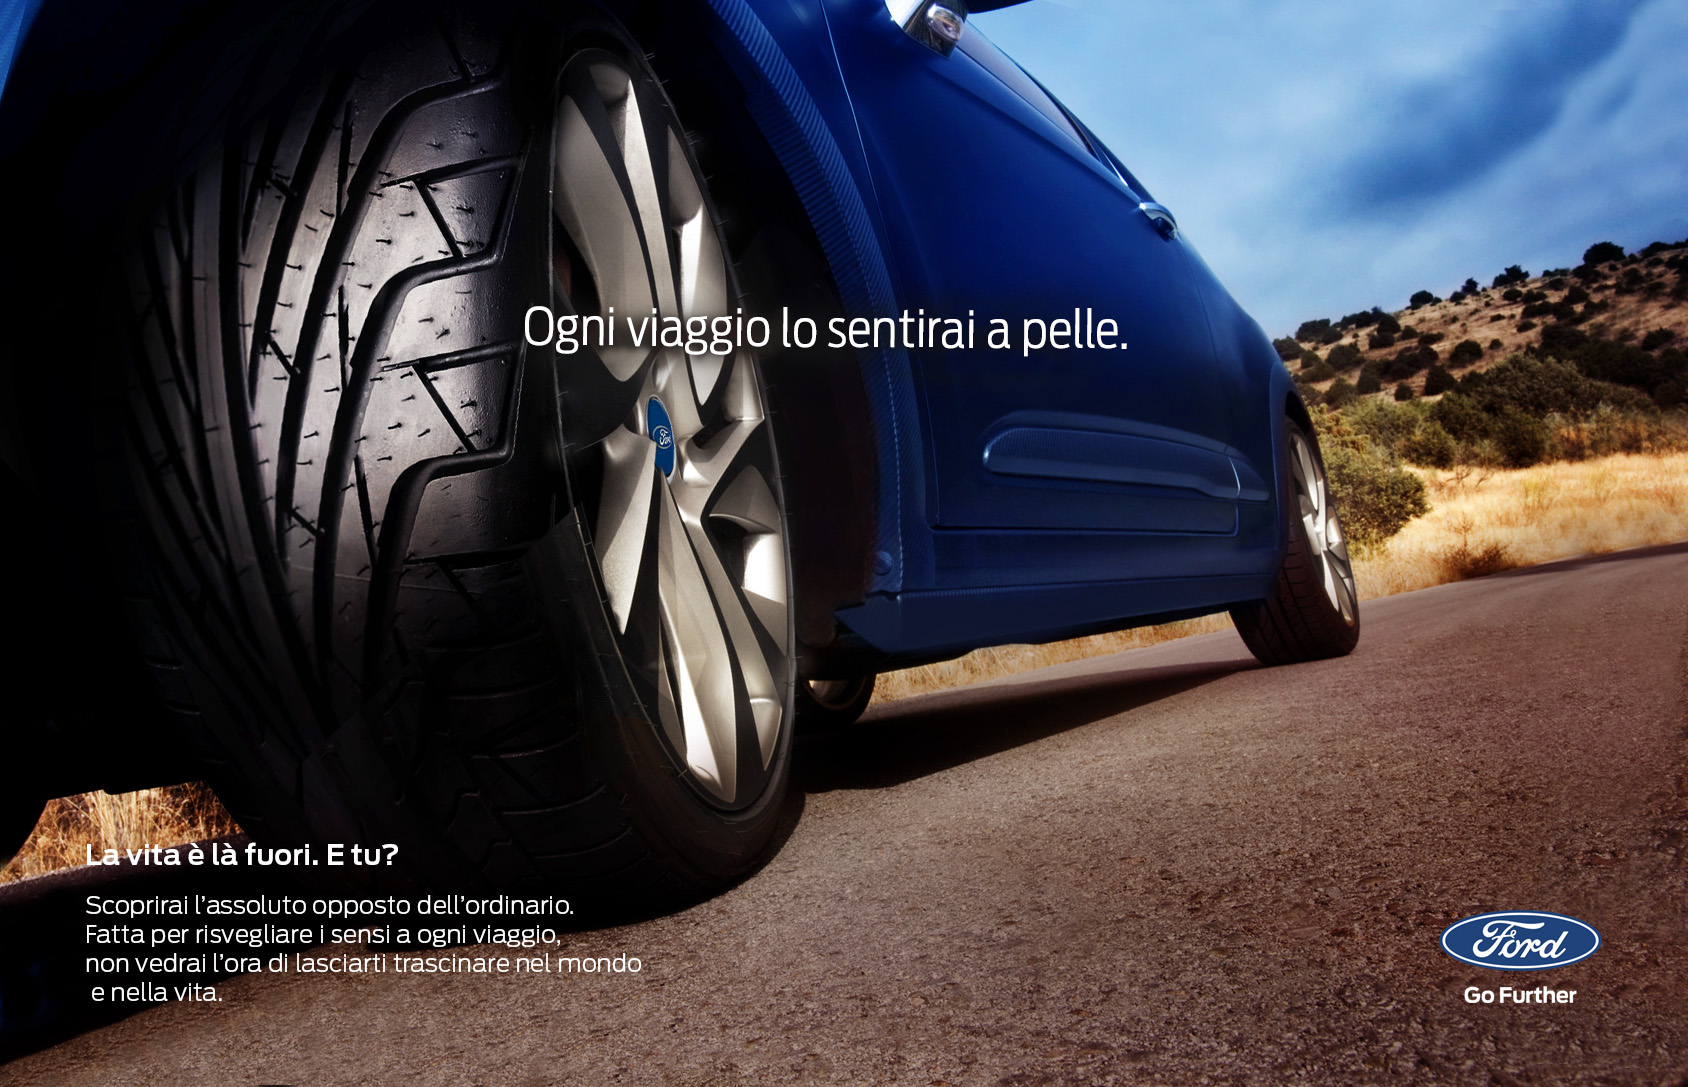 Ogni viaggio lo sentirai a pelle.
Ford
La vita è là fuori. E tu?
Scoprirai l'assoluto opposto dell'ordinario.
Fatta per risvegliare i sensi a ogni viaggio,
non vedrai l'ora di lasciarti trascinare nel mondo
e nella vita.
Ford
Go Further